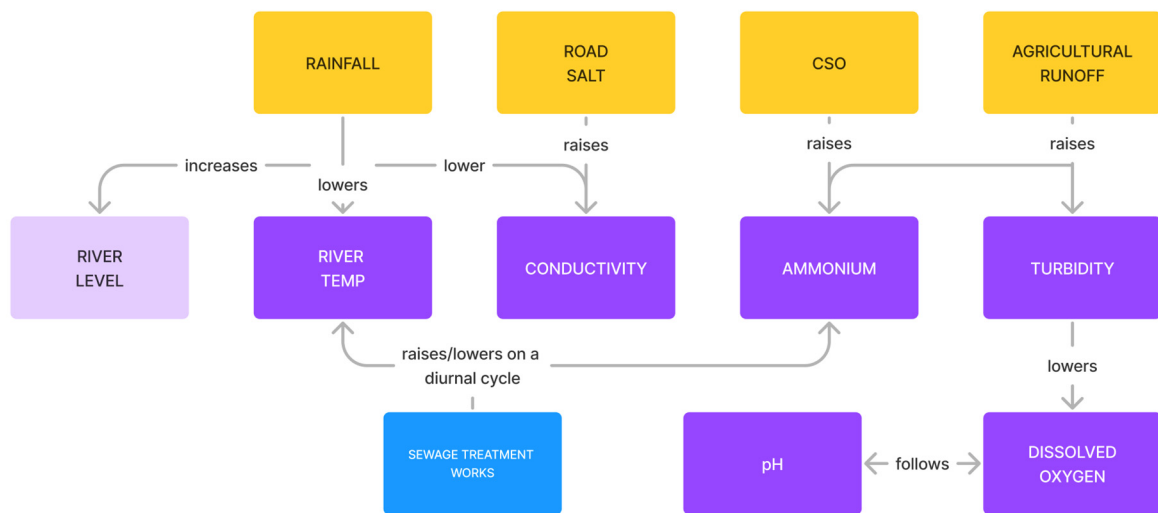 RAINFALL
ROAD
SALT
CSO
AGRICULTURAL
RUNOFF
raises
raises
raises
increases
lower
lowers
RIVER
LEVEL
RIVER
TEMP
CONDUCTIVITY
AMMONIUM
TURBIDITY
raises/lowers on a
diurnal cycle
lowers
SEWAGE TREATMENT
WORKS
pH
follows
DISSOLVED
OXYGEN